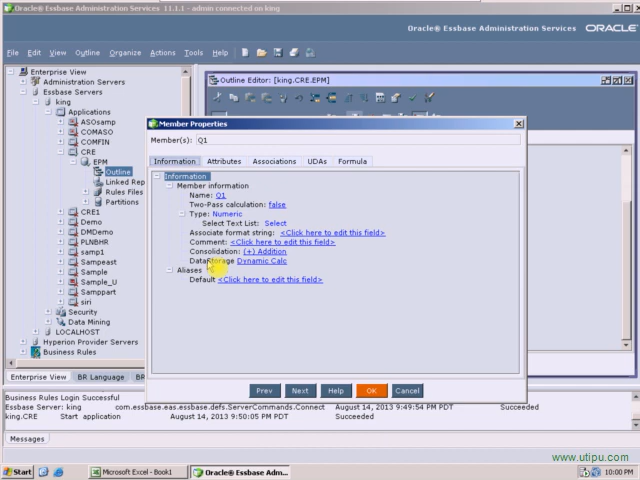 Oracle® Essbase Administration Services 11.1.1 - admin connected on king
Oracle® Essbase Administration Services ORACLE
File Edit View Outline Organize Actions Tools Help
Enterprise View
Administration Servers
Essbase Servers
king
Applications
ASOsamp
COMASO
COMFIN
CRE
EPM
Outline
Linked Rep
Rules Files
Partitions
CRE1
Demo
DMDemo
PLNBHR
samp1
Sampeast
Sample
Sample_U
Samppart
siri
Security
Data Mining
LOCALHOST
Hyperion Provider Servers
Business Rules
Enterprise View BR Language BR
Outline Editor: [king.CRE.EPM]
Member Properties
Member(s): Q1
Information Attributes Associations UDAs Formula
Information
Member information
Name: Q1
Two-Pass calculation: false
Type: Numeric
Select Text List: Select
Associate format string: <Click here to edit this field>
Comment: <Click here to edit this field>
Consolidation: (+) Addition
DataStorage Dynamic Calc
Aliases
Default <Click here to edit this field>
Prev Next Help OK Cancel
Business Rules Login Successful
Essbase Server: king com.essbase.eas.essbase.defs.ServerCommands.Connect August 14, 2013 9:49:54 PM PDT Succeeded
king.CRE Start application August 14, 2013 9:50:05 PM PDT Succeeded
Messages
www.utipu.com
Start Microsoft Excel - Book1 Oracle® Essbase Adm... 10:00 PM